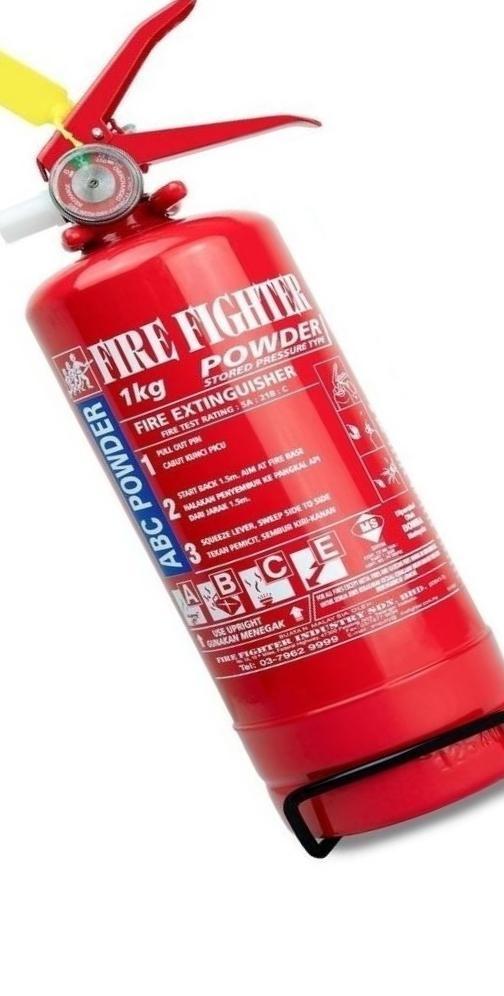 FIRE FIGHTER
1kg
POWDER
STORED PRESSURE TYPE
FIRE EXTINGUISHER
FIRE TEST RATING : 5A : 21B : C
ABC POWDER
1 PULL OUT PIN
CABUT KUNCI PICU
2 START BACK 1.5m. AIM AT FIRE BASE
HALAKAN PENYEMBUR KE PANGKAL API
DARI JARAK 1.5m.
3 SQUEEZE LEVER, SWEEP SIDE TO SIDE
TEKAN PEMICIT, SEMBUR KIRI-KANAN
A B C E
MS
USE UPRIGHT
GUNAKAN MENEGAK
BUATAN MALAYSIA OLEH:
FIRE FIGHTER INDUSTRY SDN. BHD.
Tel: 03-7962 9999